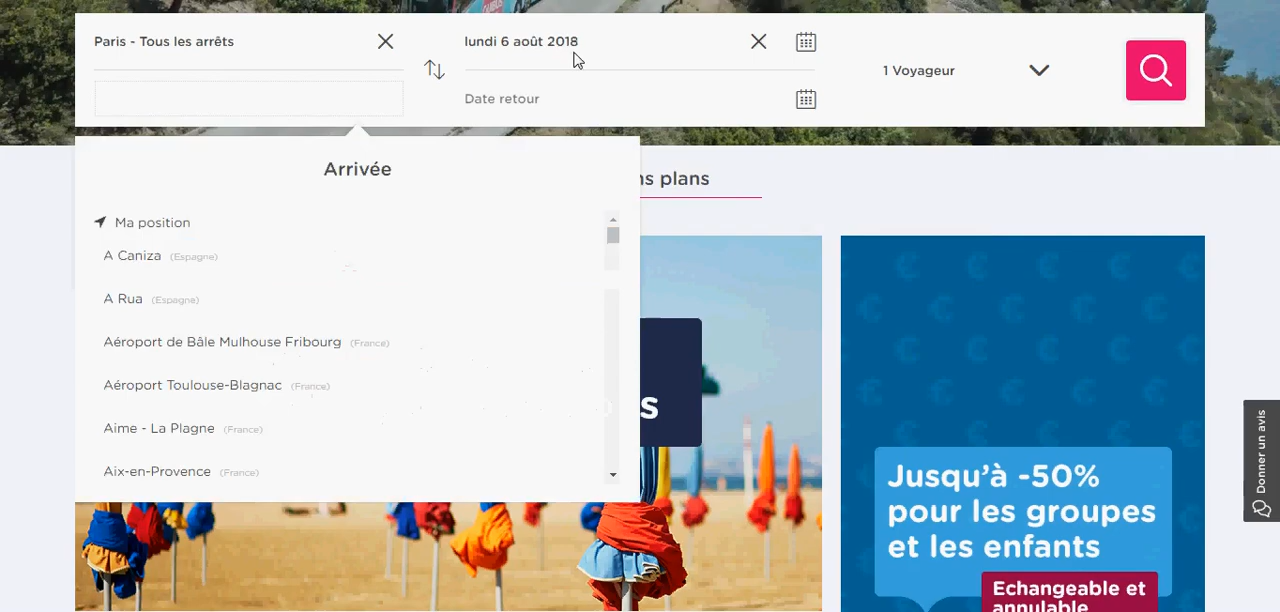 Paris - Tous les arrêts
lundi 6 août 2018
1 Voyageur
Date retour
Arrivée
ns plans
Ma position
A Caniza (Espagne)
A Rua (Espagne)
Aéroport de Bâle Mulhouse Fribourg (France)
Aéroport Toulouse-Blagnac (France)
Aime - La Plagne (France)
Aix-en-Provence (France)
s
Jusqu'à -50%
pour les groupes
et les enfants
Echangeable et
annulable
Donner un avis